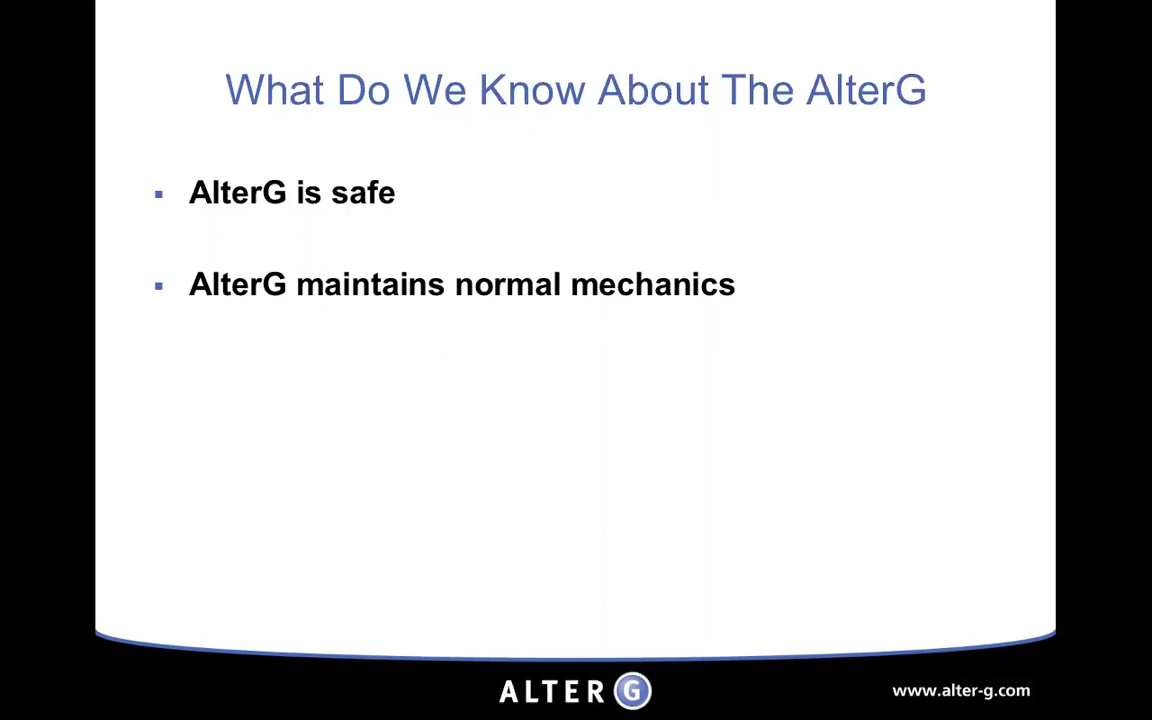 What Do We Know About The AlterG
▪ AlterG is safe
▪ AlterG maintains normal mechanics
ALTER G
www.alter-g.com